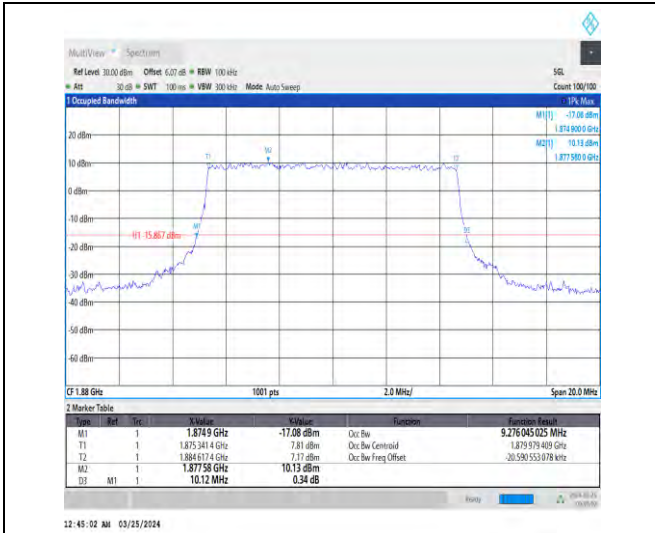 MultiView Spectrum
Ref Level 30.00 dBm Offset 6.07 dB RBW 100 kHz SGL
Att 30 dB SWT 100 ms VBW 300 kHz Mode Auto Sweep Count 100/100
1 Occupied Bandwidth 1Pk Max
M1[1] -17.08 dBm
1.874 900 0 GHz
20 dBm
M2[1] 10.13 dBm
1.877 580 0 GHz
T1 M2 T2
10 dBm
0 dBm
-10 dBm
M1 D3
H1 -15.867 dBm
-20 dBm
-30 dBm
-40 dBm
-50 dBm
-60 dBm
CF 1.88 GHz 1001 pts 2.0 MHz/ Span 20.0 MHz
2 Marker Table
Type Ref Trc X-Value Y-Value Function Function Result
M1 1 1.874 9 GHz -17.08 dBm Occ Bw 9.276 045 025 MHz
T1 1 1.875 341 4 GHz 7.81 dBm Occ Bw Centroid 1.879 979 409 GHz
T2 1 1.884 617 4 GHz 7.17 dBm Occ Bw Freq Offset -20.590 553 078 kHz
M2 1 1.877 58 GHz 10.13 dBm
D3 M1 1 10.12 MHz 0.34 dB
12:45:02 AM 03/25/2024